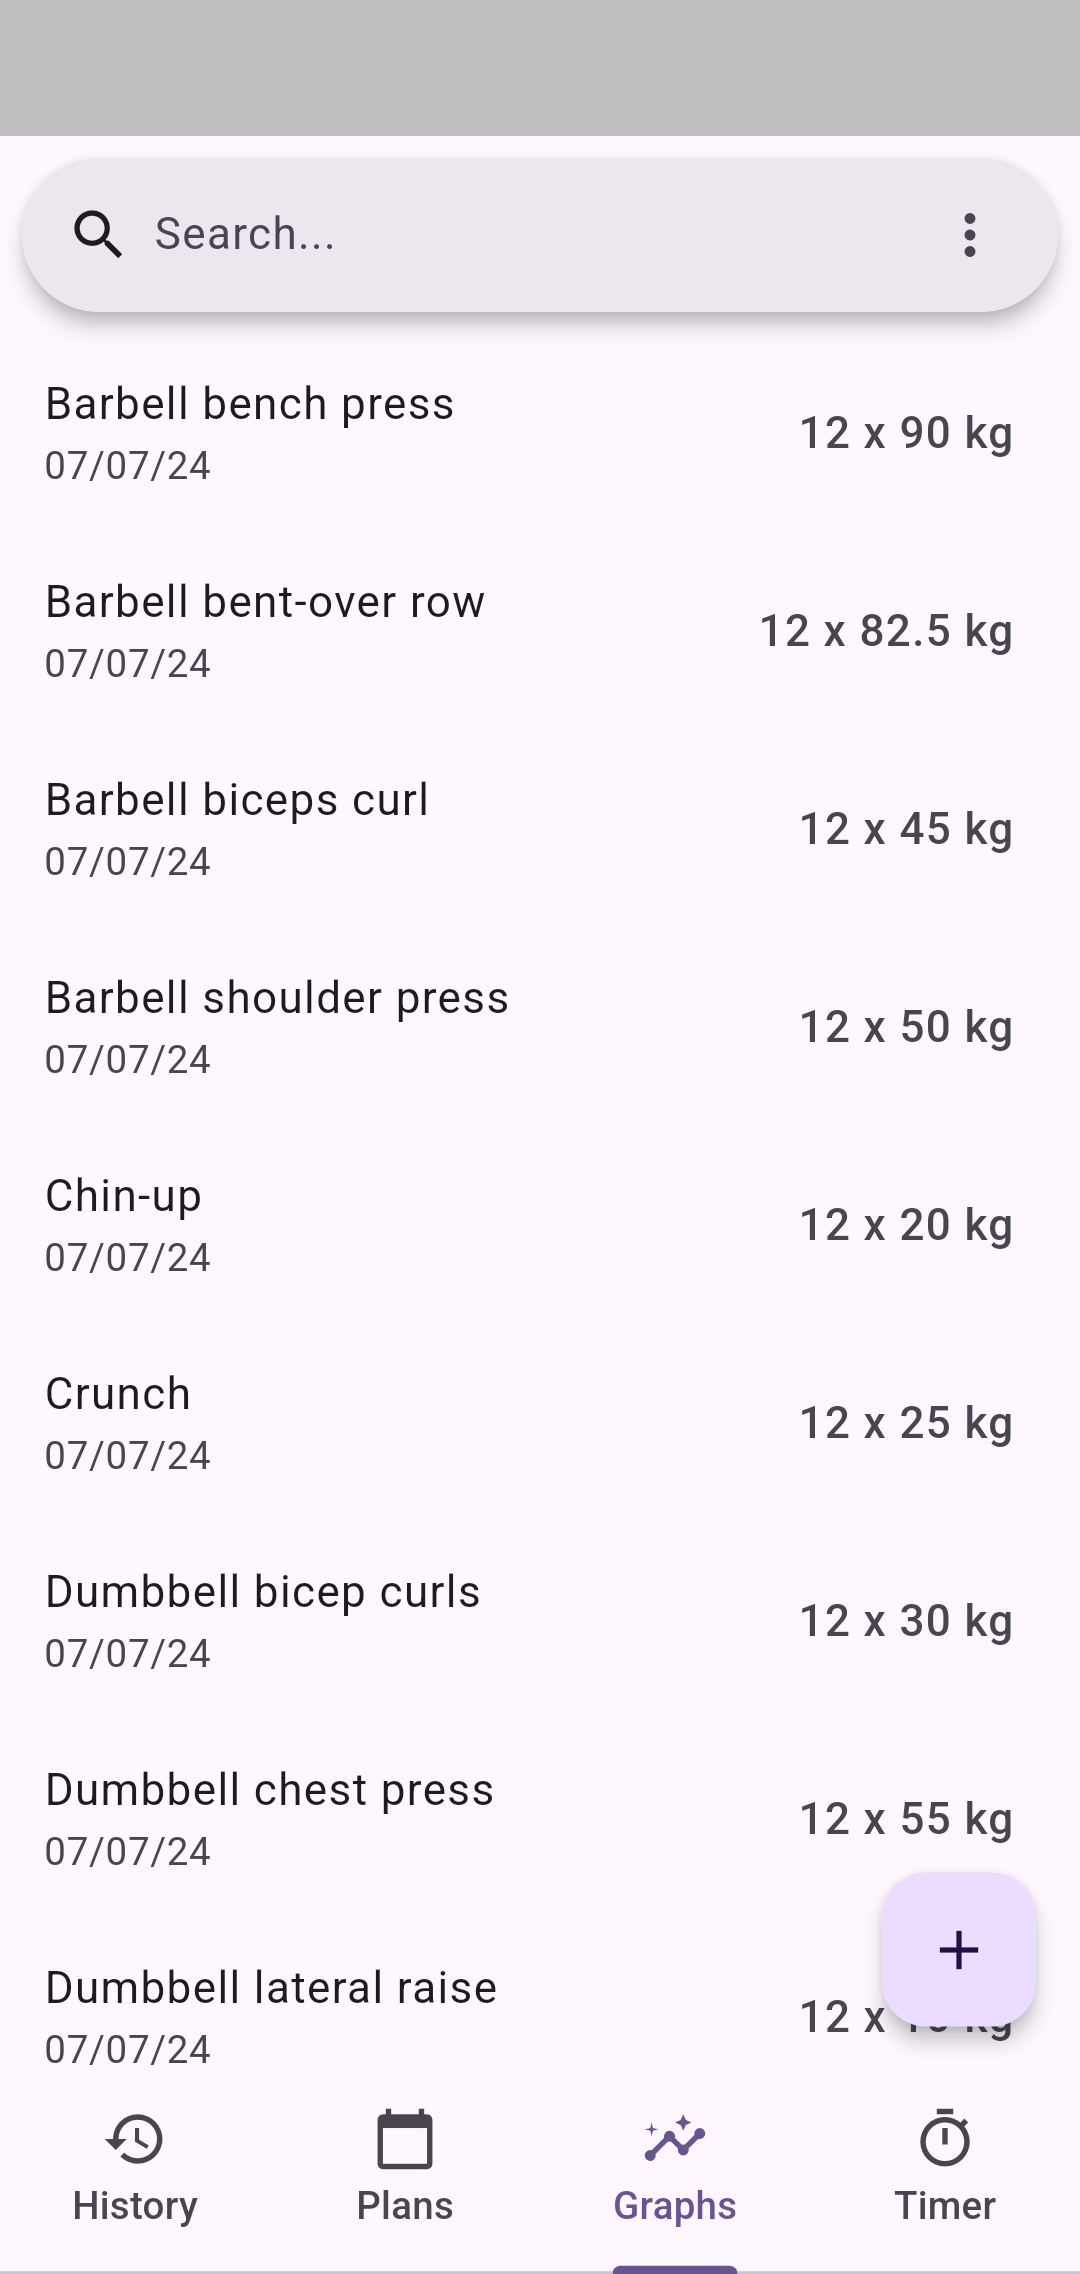 Search...
Barbell bench press
07/07/24
12 x 90 kg
Barbell bent-over row
07/07/24
12 x 82.5 kg
Barbell biceps curl
07/07/24
12 x 45 kg
Barbell shoulder press
07/07/24
12 x 50 kg
Chin-up
07/07/24
12 x 20 kg
Crunch
07/07/24
12 x 25 kg
Dumbbell bicep curls
07/07/24
12 x 30 kg
Dumbbell chest press
07/07/24
12 x 55 kg
Dumbbell lateral raise
07/07/24
12 x kg
History
Plans
Graphs
Timer